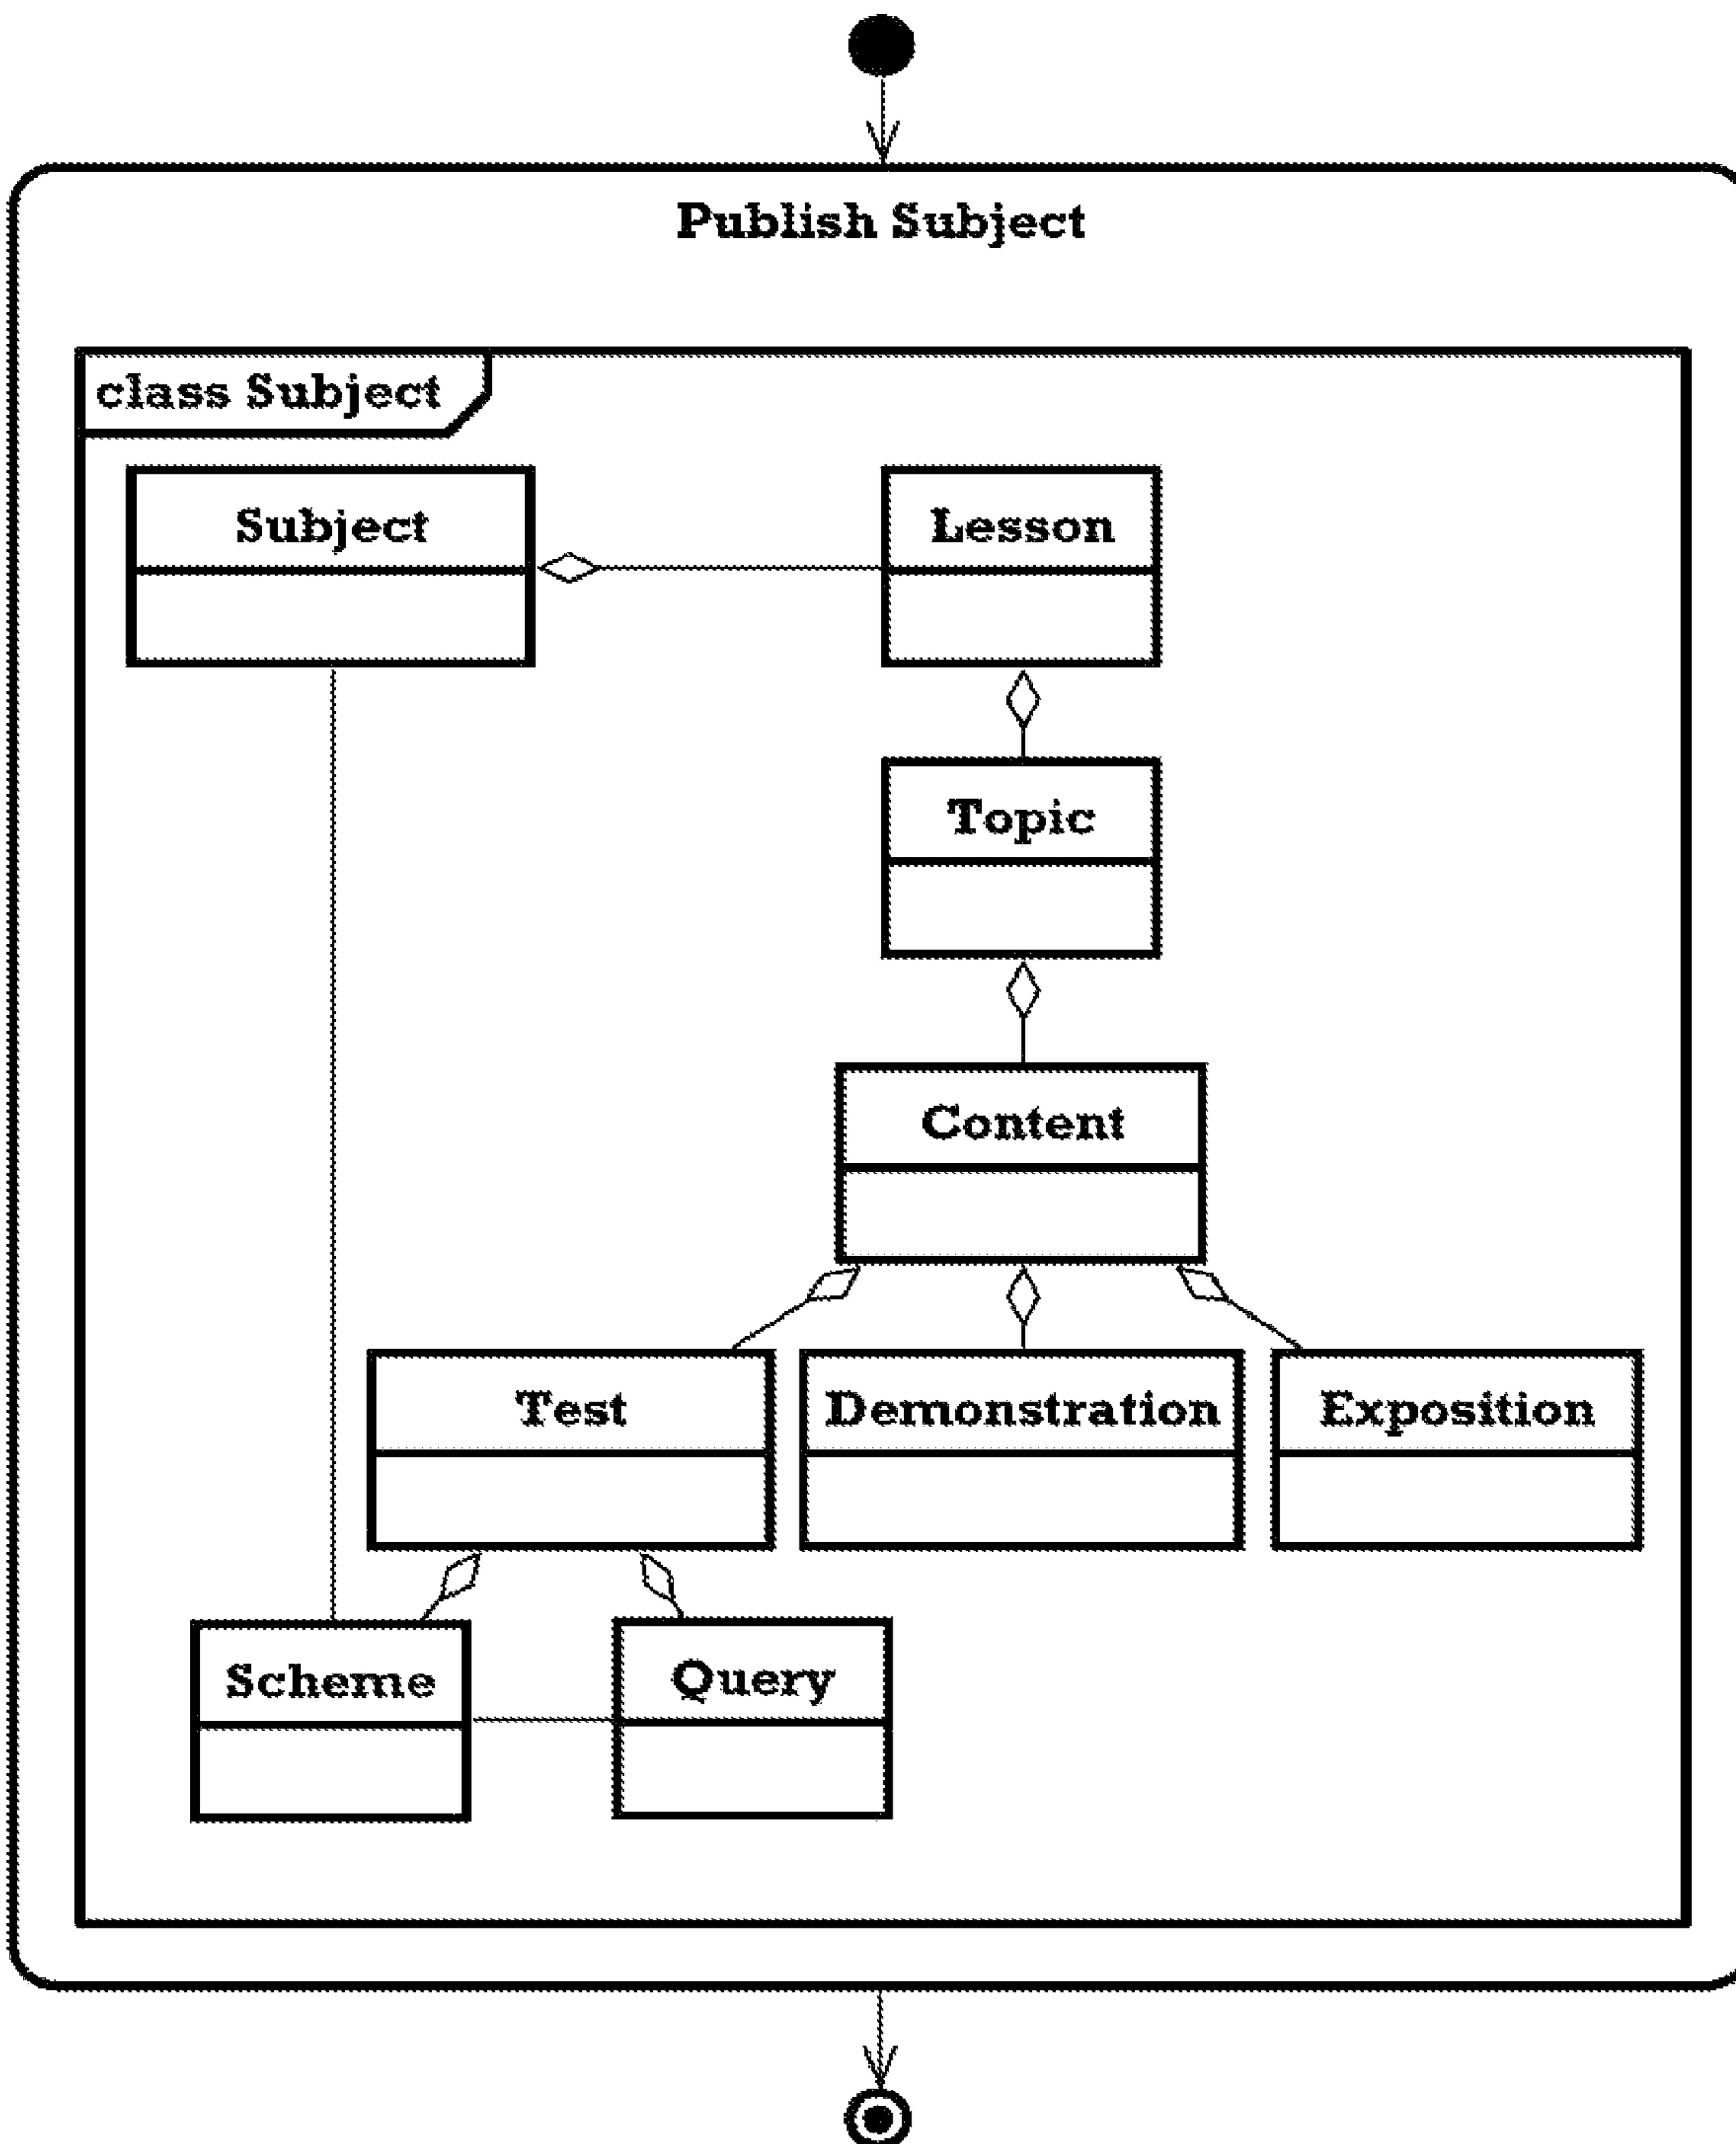 Publish Subject
class Subject
Subject
Lesson
Topic
Content
Test
Demonstration
Exposition
Scheme
Query